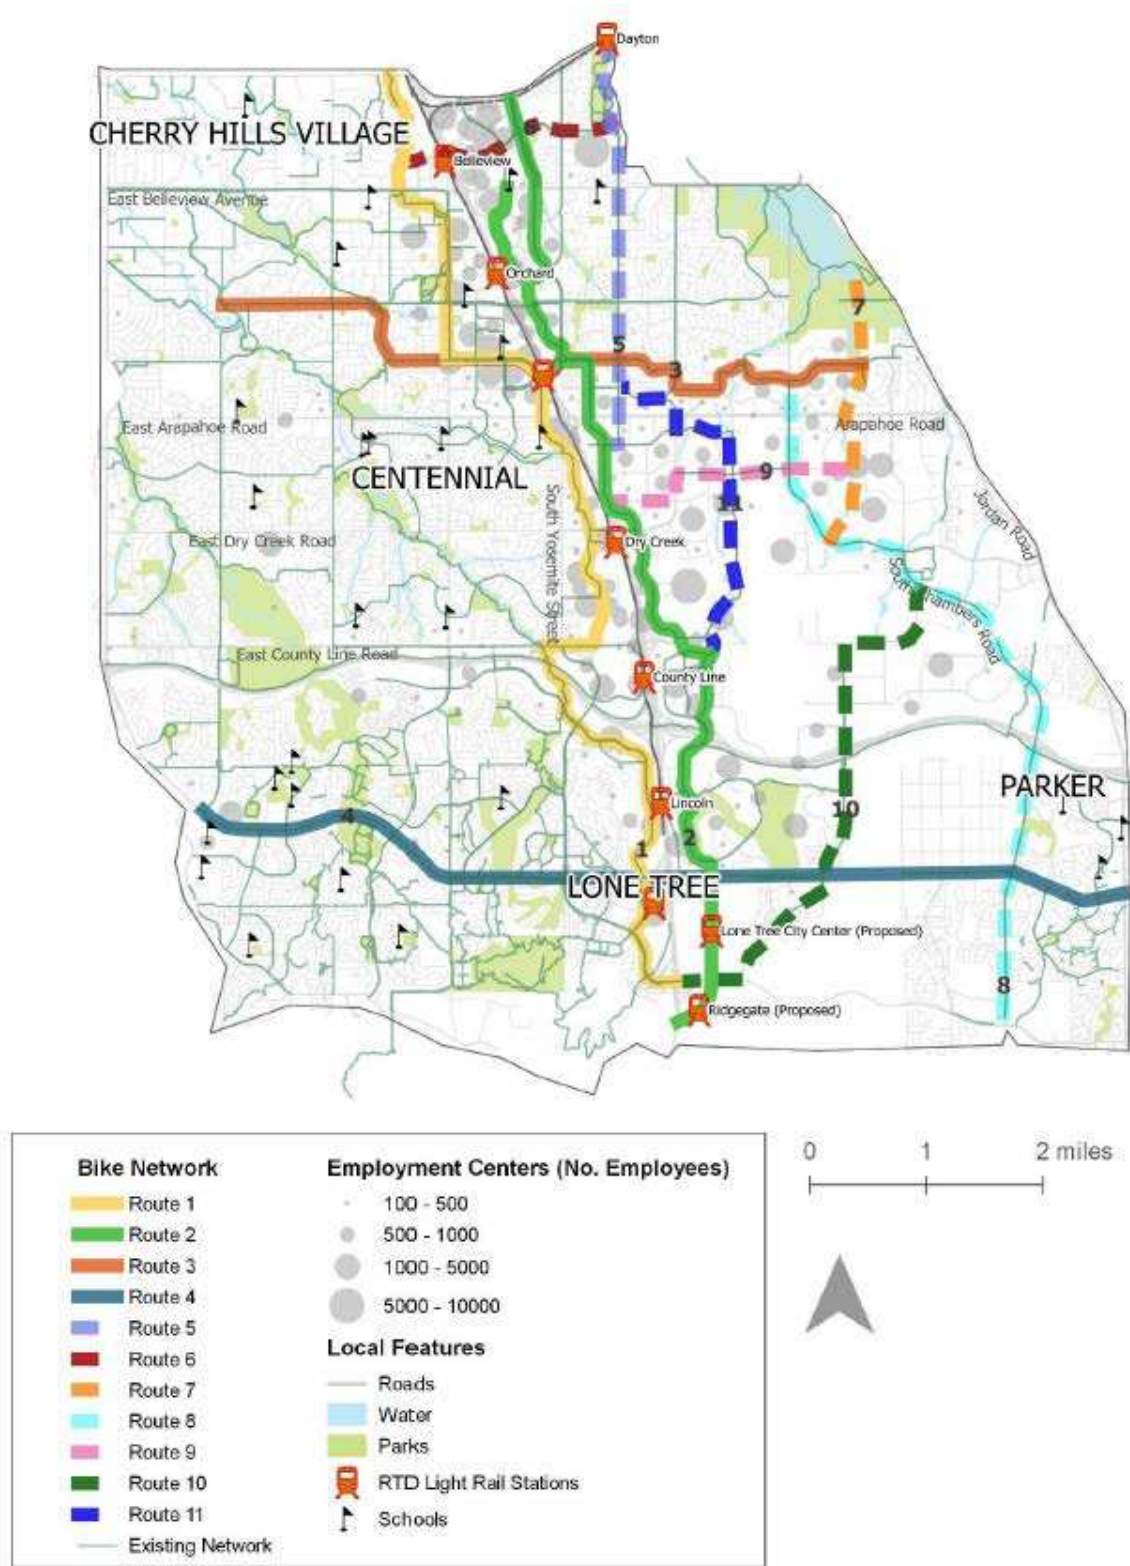 Dayton
CHERRY HILLS VILLAGE
6
Belleview
East Belleview Avenue
Orchard
7
5
3
East Arapahoe Road
Arapahoe Road
CENTENNIAL
9
South Yosemite Street
11
Jordan Road
East Dry Creek Road
Dry Creek
South Chambers Road
East County Line Road
County Line
PARKER
Lincoln
4
10
1
2
LONE TREE
Lone Tree City Center (Proposed)
8
Ridgegate (Proposed)
0 1 2 miles
Bike Network
Route 1
Route 2
Route 3
Route 4
Route 5
Route 6
Route 7
Route 8
Route 9
Route 10
Route 11
Existing Network
Employment Centers (No. Employees)
100 - 500
500 - 1000
1000 - 5000
5000 - 10000
Local Features
Roads
Water
Parks
RTD Light Rail Stations
Schools